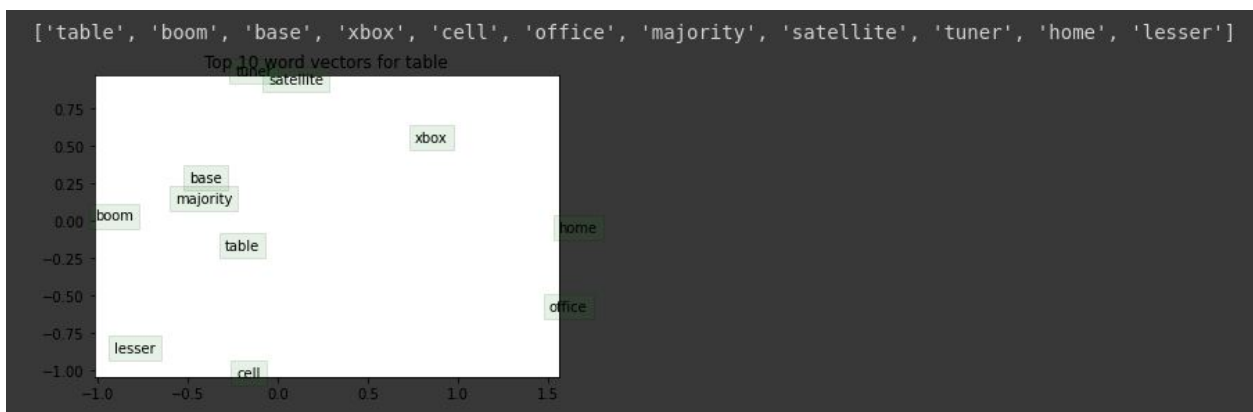 ['table', 'boom', 'base', 'xbox', 'cell', 'office', 'majority', 'satellite', 'tuner', 'home', 'lesser']
Top 10 word vectors for table
tuner
satellite
0.75
xbox
0.50
base
0.25
majority
boom
0.00
home
table
−0.25
−0.50
office
−0.75
lesser
−1.00
cell
−1.0 −0.5 0.0 0.5 1.0 1.5